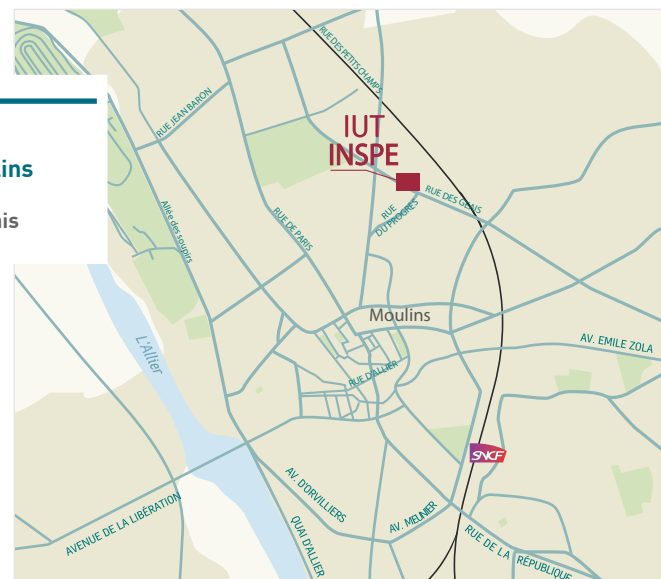 ins
is
RUE DES PETITS CHAMPS
RUE JEAN BARON
IUT
INSPE
RUE DES GEAIS
RUE
DU PROGRÈS
Allée des soupirs
RUE DE PARIS
Moulins
L'Allier
AV. EMILE ZOLA
RUE D'ALLIER
SNCF
AV. D'ORVILLIERS
AVENUE DE LA LIBÉRATION
AV. MEUNIER
QUAI D'ALLIER
RUE DE LA RÉPUBLIQUE